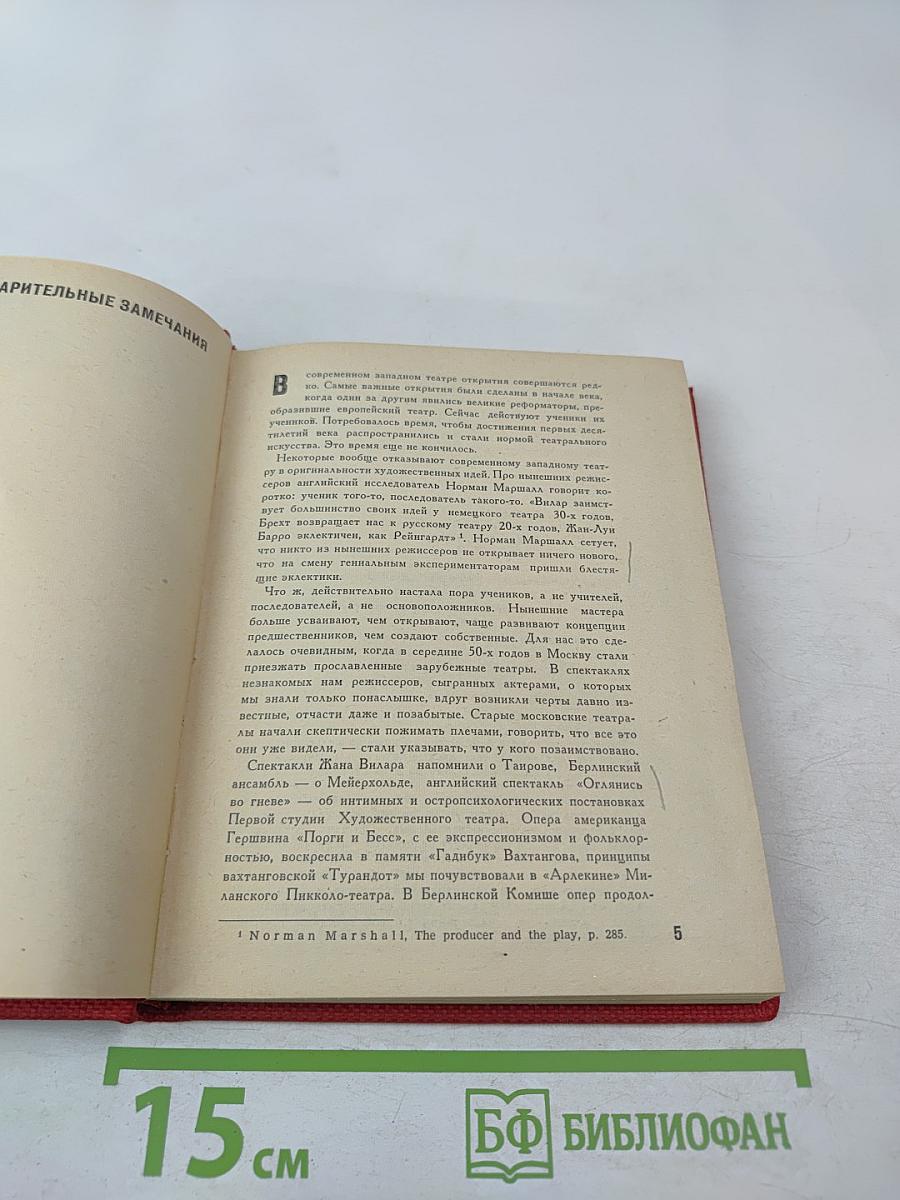 АРИТЕЛЬНЫЕ ЗАМЕЧАНИЯ
В современном западном театре открытия совершаются ред-
ко. Самые важные открытия были сделаны в начале века,
когда один за другим явились великие реформаторы, пре-
образившие европейский театр. Сейчас действуют ученики их
учеников. Потребовалось время, чтобы достижения первых деся-
тилетий века распространились и стали нормой театрального
искусства. Это время еще не кончилось.
Некоторые вообще отказывают современному западному теат-
ру в оригинальности художественных идей. Про нынешних режис-
серов английский исследователь Норман Маршалл говорит ко-
ротко: ученик того-то, последователь такого-то. «Вилар заимст-
вует большинство своих идей у немецкого театра 30-х годов,
Брехт возвращает нас к русскому театру 20-х годов, Жан-Луи
Барро эклектичен, как Рейнгардт» ¹. Норман Маршалл сетует,
что никто из нынешних режиссеров не открывает ничего нового,
что на смену гениальным экспериментаторам пришли блестя-
щие эклектики.
Что ж, действительно настала пора учеников, а не учителей,
последователей, а не основоположников. Нынешние мастера
больше усваивают, чем открывают, чаще развивают концепции
предшественников, чем создают собственные. Для нас это сде-
лалось очевидным, когда в середине 50-х годов в Москву стали
приезжать прославленные зарубежные театры. В спектаклях
незнакомых нам режиссеров, сыгранных актерами, о которых
мы знали только понаслышке, вдруг возникли черты давно из-
вестные, отчасти даже и позабытые. Старые московские театра-
лы начали скептически пожимать плечами, говорить, что все это
они уже видели, — стали указывать, что у кого позаимствовано.
Спектакли Жана Вилара напомнили о Таирове, Берлинский
ансамбль — о Мейерхольде, английский спектакль «Оглянись
во гневе» — об интимных и остропсихологических постановках
Первой студии Художественного театра. Опера американца
Гершвина «Порги и Бесс», с ее экспрессионизмом и фольклор-
ностью, воскресила в памяти «Гадибук» Вахтангова, принципы
вахтанговской «Турандот» мы почувствовали в «Арлекине» Ми-
ланского Пикколо-театра. В Берлинской Комише опер продол-
¹ Norman Marshall, The producer and the play, p. 285.
5
15 см
БФ БИБЛИОФАН